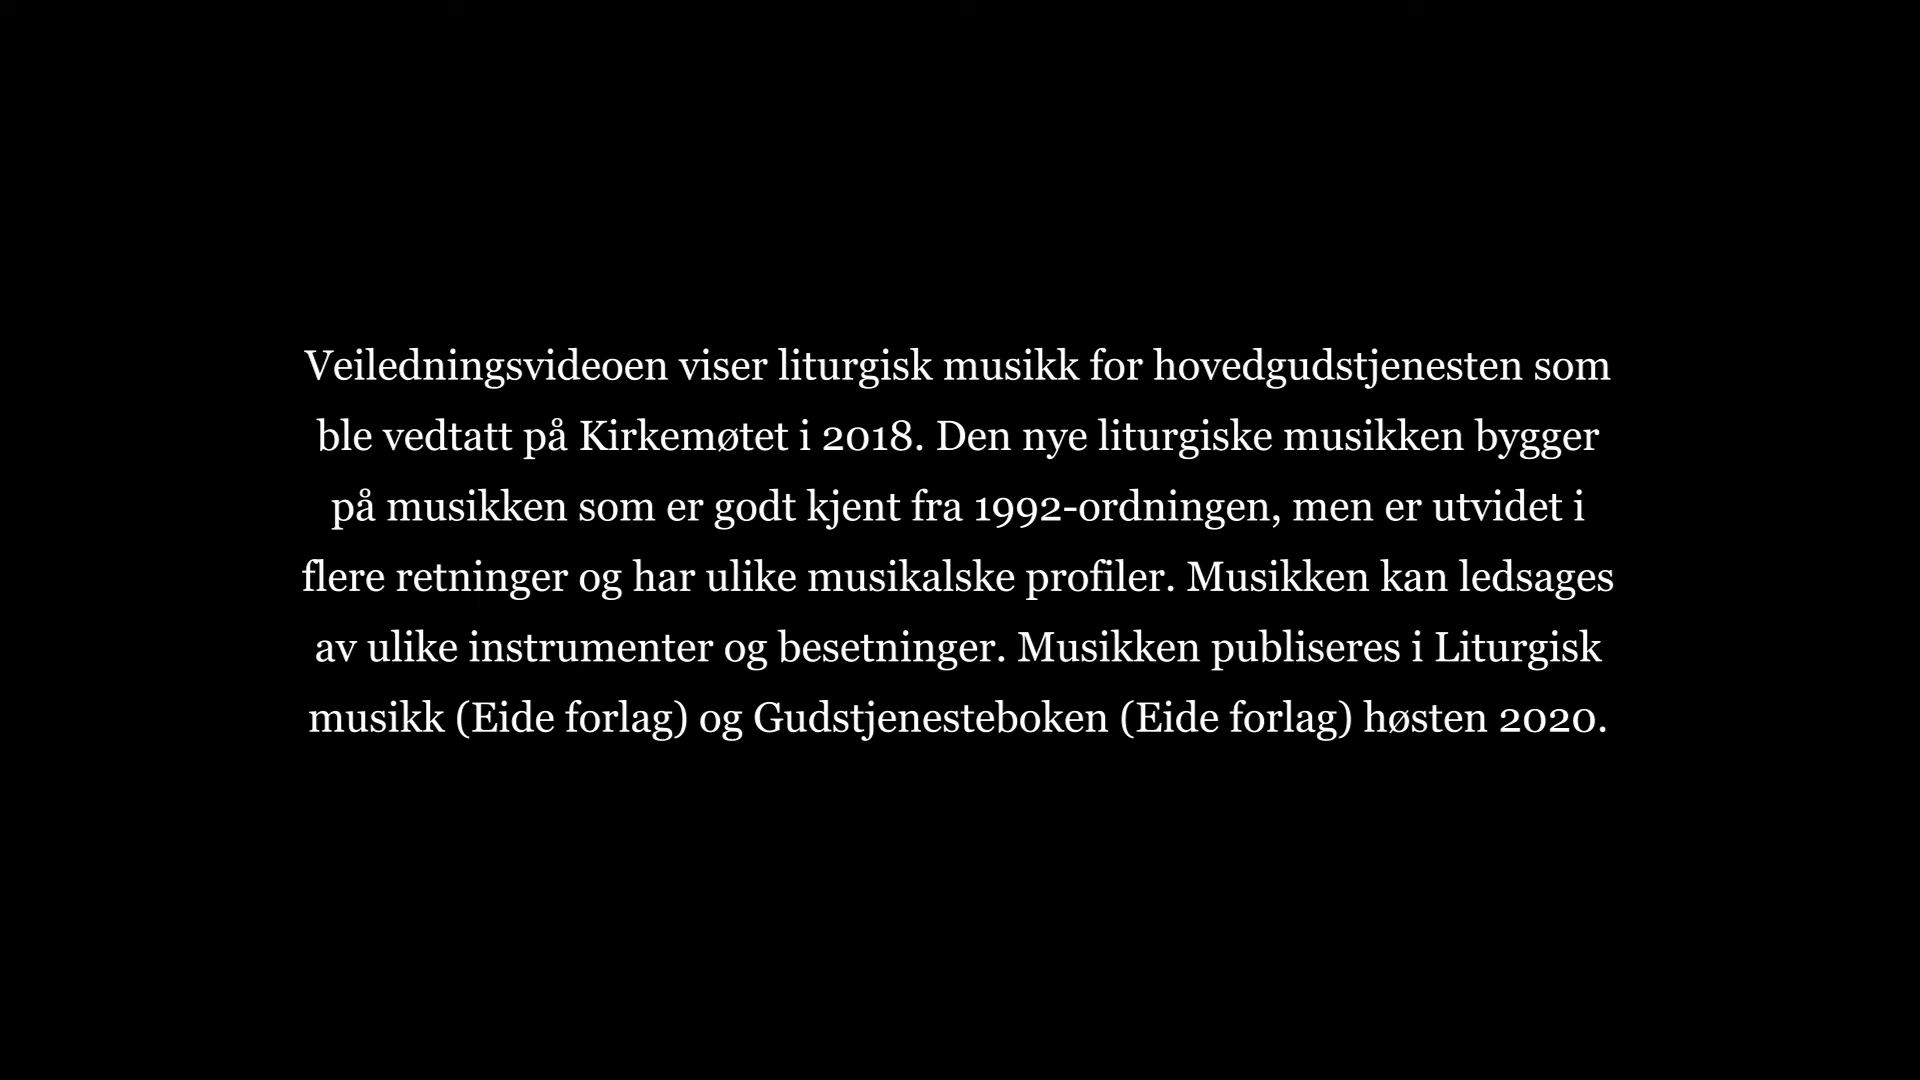 Veiledningsvideoen viser liturgisk musikk for hovedgudstjenesten som
ble vedtatt på Kirkemøtet i 2018. Den nye liturgiske musikken bygger
på musikken som er godt kjent fra 1992-ordningen, men er utvidet i
flere retninger og har ulike musikalske profiler. Musikken kan ledsages
av ulike instrumenter og besetninger. Musikken publiseres i Liturgisk
musikk (Eide forlag) og Gudstjenesteboken (Eide forlag) høsten 2020.